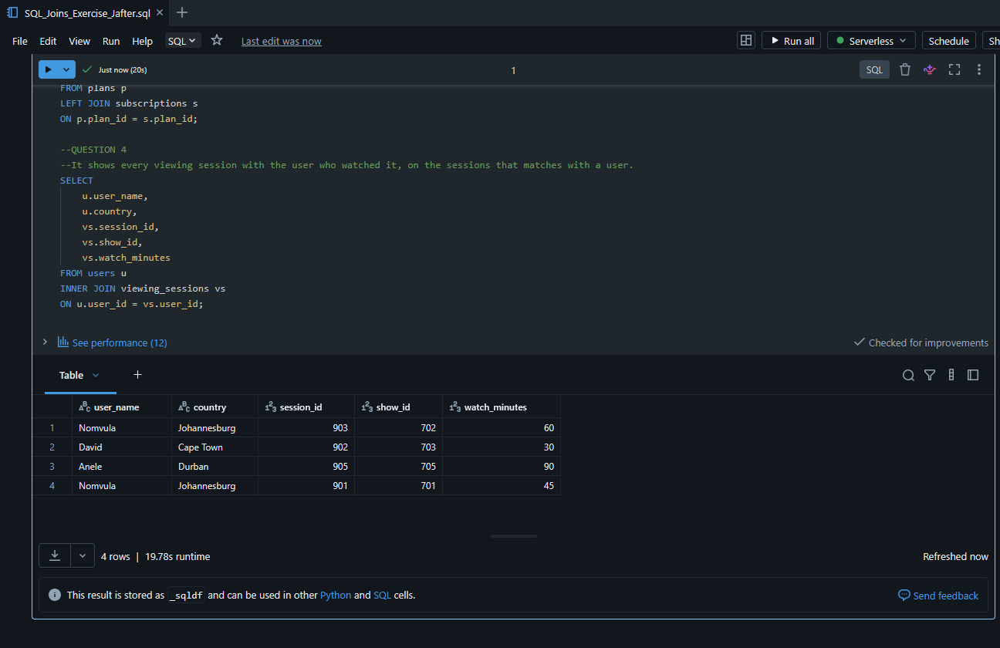 SQL_Joins_Exercise_Jafter.sql
File Edit View Run Help SQL Last edit was now Run all Serverless Schedule Sh
Just now (20s) 1 SQL
FROM plans p
LEFT JOIN subscriptions s
ON p.plan_id = s.plan_id;
--QUESTION 4
--It shows every viewing session with the user who watched it, on the sessions that matches with a user.
SELECT
u.user_name,
u.country,
vs.session_id,
vs.show_id,
vs.watch_minutes
FROM users u
INNER JOIN viewing_sessions vs
ON u.user_id = vs.user_id;
See performance (12) Checked for improvements
Table
user_name country session_id show_id watch_minutes
1 Nomvula Johannesburg 903 702 60
2 David Cape Town 902 703 30
3 Anele Durban 905 705 90
4 Nomvula Johannesburg 901 701 45
4 rows | 19.78s runtime Refreshed now
This result is stored as _sqldf and can be used in other Python and SQL cells. Send feedback